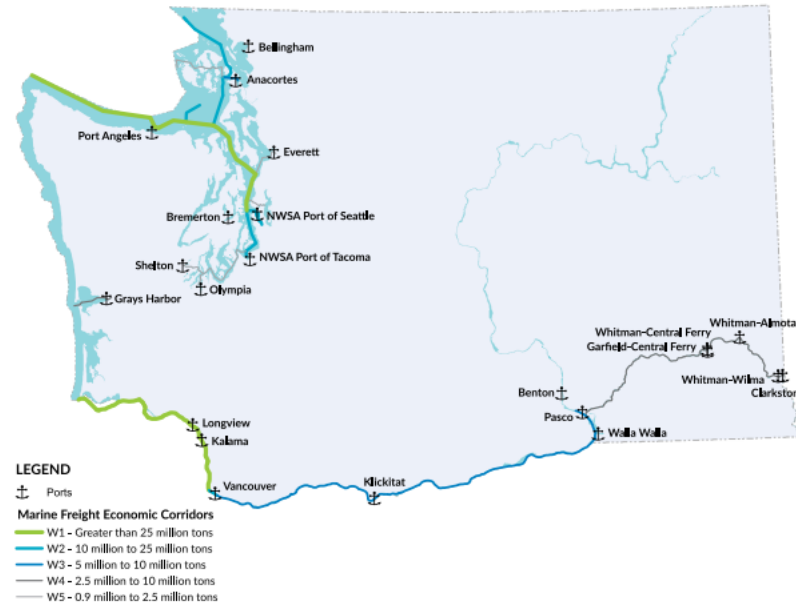 Bellingham
Anacortes
Port Angeles
Everett
Bremerton
NWSA Port of Seattle
Shelton
NWSA Port of Tacoma
Olympia
Grays Harbor
Whitman-Almota
Whitman-Central Ferry
Garfield-Central Ferry
Whitman-Wilma
Clarkston
Benton
Pasco
Longview
Walla Walla
Kalama
Klickitat
Vancouver
LEGEND
Ports
Marine Freight Economic Corridors
W1 - Greater than 25 million tons
W2 - 10 million to 25 million tons
W3 - 5 million to 10 million tons
W4 - 2.5 million to 10 million tons
W5 - 0.9 million to 2.5 million tons